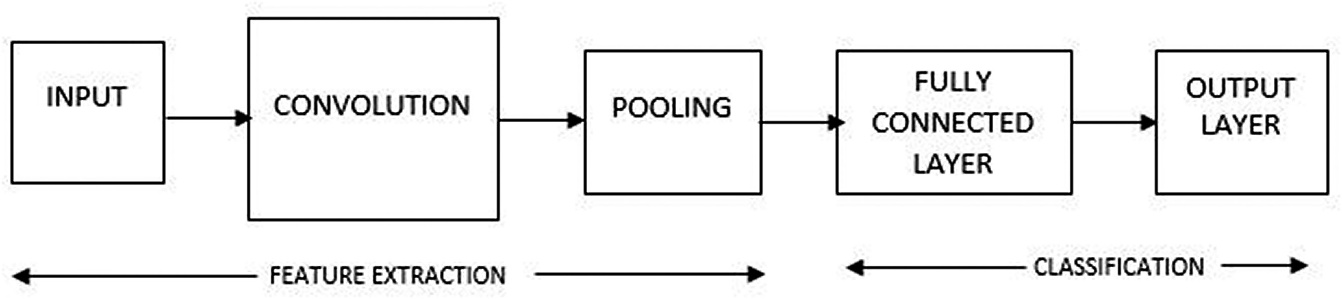 INPUT
CONVOLUTION
POOLING
FULLY
CONNECTED
LAYER
OUTPUT
LAYER
FEATURE EXTRACTION
CLASSIFICATION